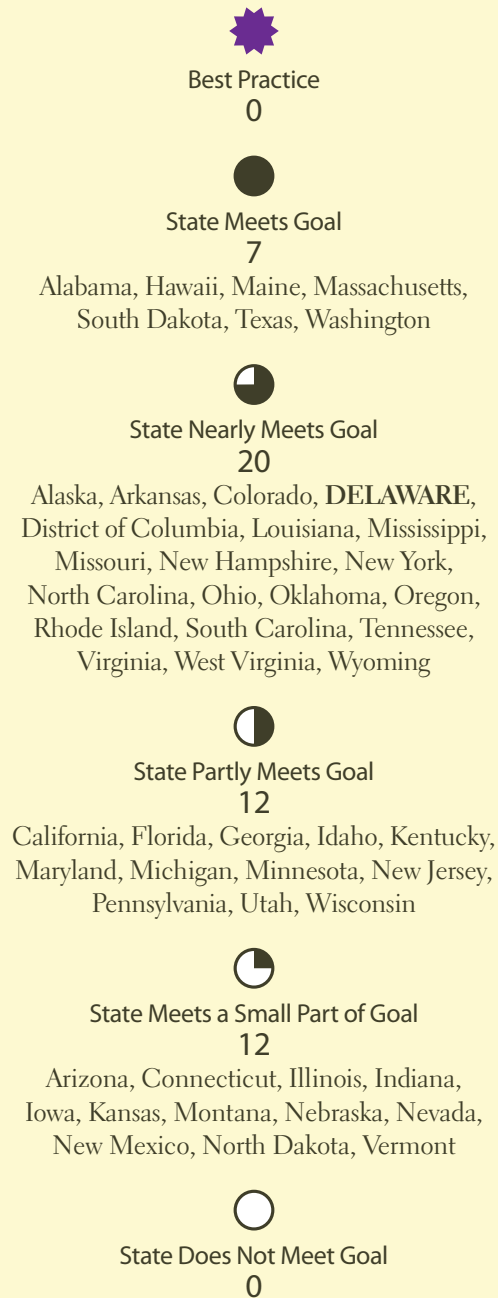 Best Practice
0
State Meets Goal
7
Alabama, Hawaii, Maine, Massachusetts,
South Dakota, Texas, Washington
State Nearly Meets Goal
20
Alaska, Arkansas, Colorado, DELAWARE,
District of Columbia, Louisiana, Mississippi,
Missouri, New Hampshire, New York,
North Carolina, Ohio, Oklahoma, Oregon,
Rhode Island, South Carolina, Tennessee,
Virginia, West Virginia, Wyoming
State Partly Meets Goal
12
California, Florida, Georgia, Idaho, Kentucky,
Maryland, Michigan, Minnesota, New Jersey,
Pennsylvania, Utah, Wisconsin
State Meets a Small Part of Goal
12
Arizona, Connecticut, Illinois, Indiana,
Iowa, Kansas, Montana, Nebraska, Nevada,
New Mexico, North Dakota, Vermont
State Does Not Meet Goal
0